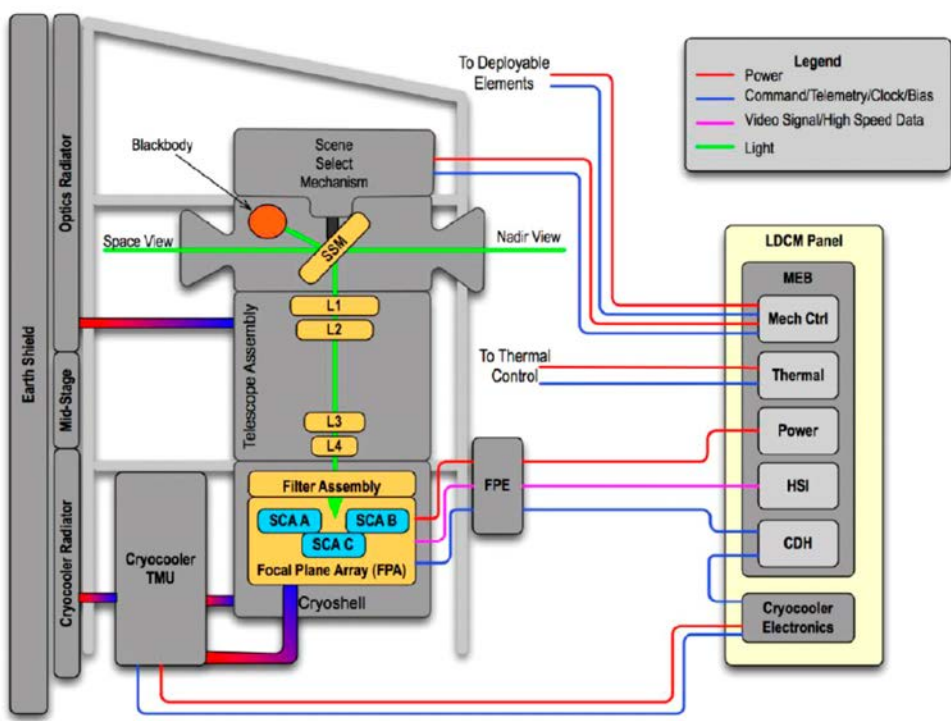 Earth Shield
Optics Radiator
Mid-Stage
Cryocooler Radiator
Blackbody
Scene
Select
Mechanism
Space View
SSM
Nadir View
Telescope Assembly
L1
L2
L3
L4
Filter Assembly
SCA A
SCA B
SCA C
Focal Plane Array (FPA)
Cryoshell
Cryocooler
TMU
FPE
To Deployable
Elements
To Thermal
Control
Legend
Power
Command/Telemetry/Clock/Bias
Video Signal/High Speed Data
Light
LDCM Panel
MEB
Mech Ctrl
Thermal
Power
HSI
CDH
Cryocooler
Electronics